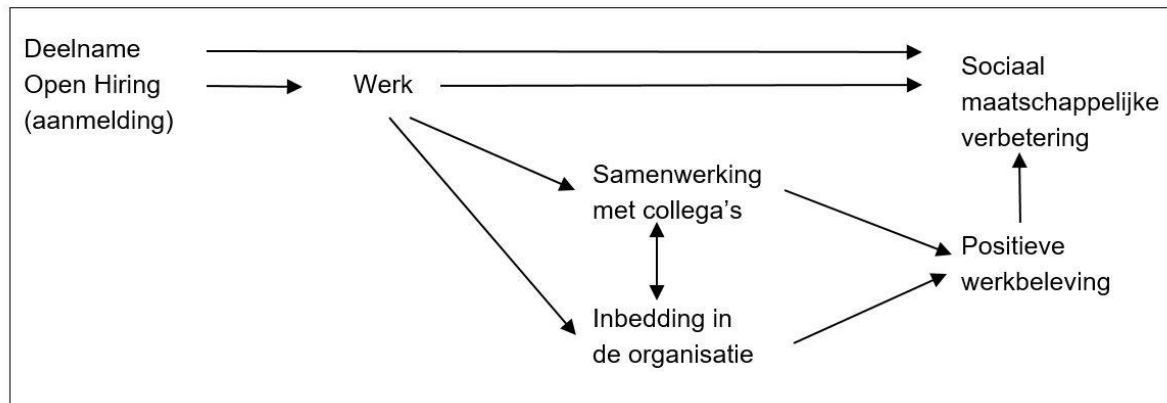 Deelname
Open Hiring
(aanmelding)
Werk
Sociaal
maatschappelijke
verbetering
Samenwerking
met collega's
Positieve
werkbeleving
Inbedding in
de organisatie